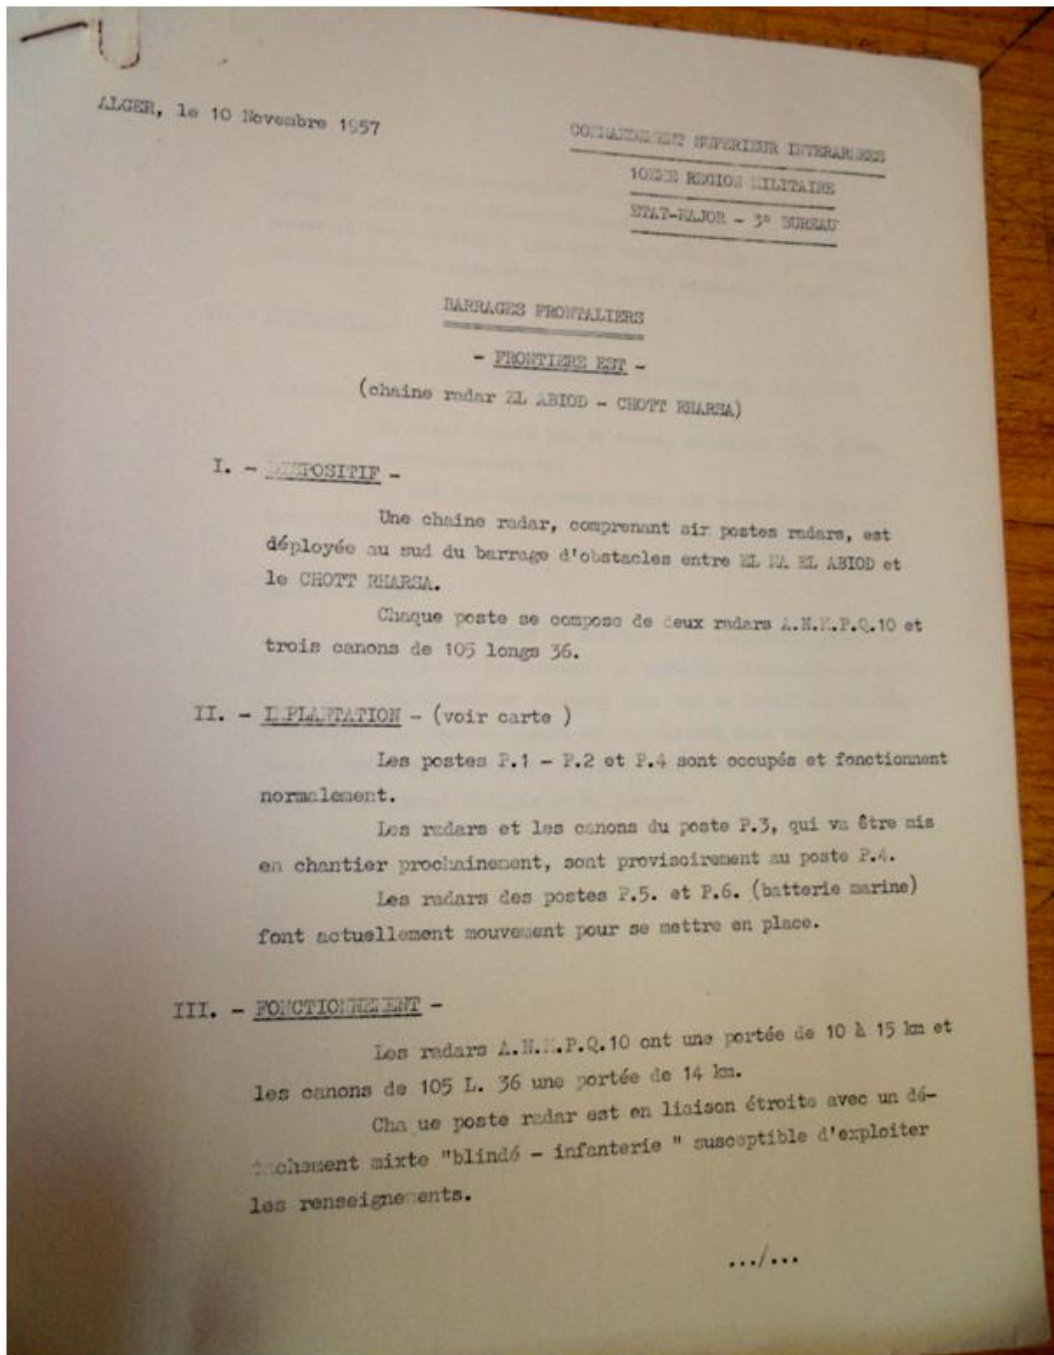 ALGER, le 10 Novembre 1957
COMMANDEMENT SUPERIEUR INTERARMEES
10EME REGION MILITAIRE
ETAT-MAJOR - 3° BUREAU
BARRAGES FRONTALIERS
- FRONTIERE EST -
(chaine radar EL ABIOD - CHOTT RHARSA)
I. - DISPOSITIF -
Une chaine radar, comprenant six postes radars, est
déployée au sud du barrage d'obstacles entre EL MA EL ABIOD et
le CHOTT RHARSA.
Chaque poste se compose de deux radars A.N.M.P.Q.10 et
trois canons de 105 longs 36.
II. - IMPLANTATION - (voir carte )
Les postes P.1 - P.2 et P.4 sont occupés et fonctionnent
normalement.
Les radars et les canons du poste P.3, qui va être mis
en chantier prochainement, sont provisoirement au poste P.4.
Les radars des postes P.5. et P.6. (batterie marine)
font actuellement mouvement pour se mettre en place.
III. - FONCTIONNEMENT -
Les radars A.N.M.P.Q.10 ont une portée de 10 à 15 km et
les canons de 105 L. 36 une portée de 14 km.
Chaque poste radar est en liaison étroite avec un dé-
tachement mixte "blindé - infanterie " susceptible d'exploiter
les renseignements.
.../...